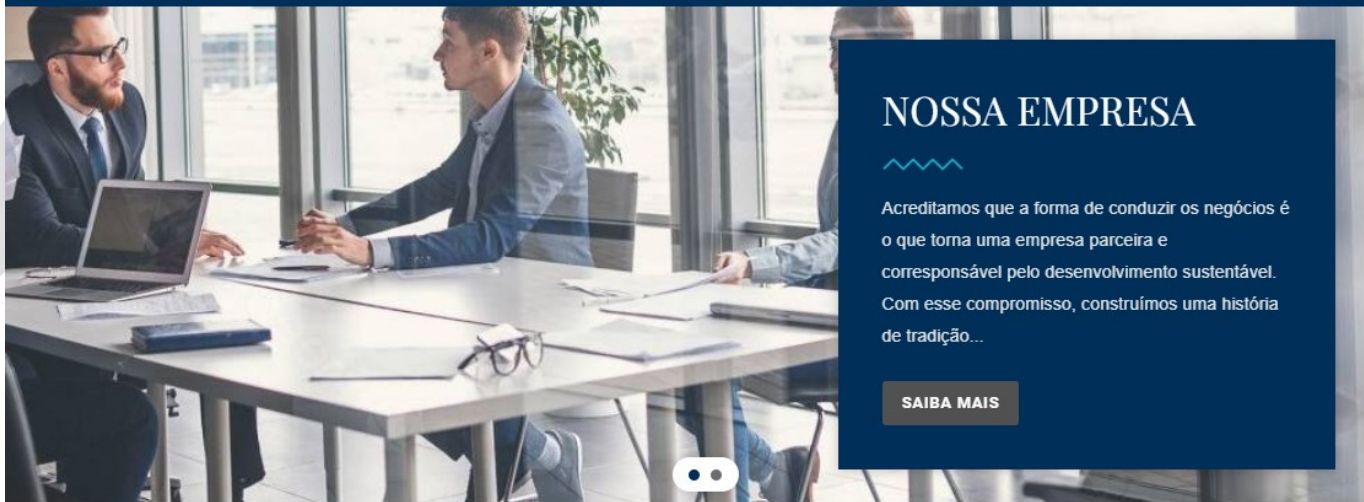 NOSSA EMPRESA
Acreditamos que a forma de conduzir os negócios é
o que torna uma empresa parceira e
corresponsável pelo desenvolvimento sustentável.
Com esse compromisso, construímos uma história
de tradição...
SAIBA MAIS